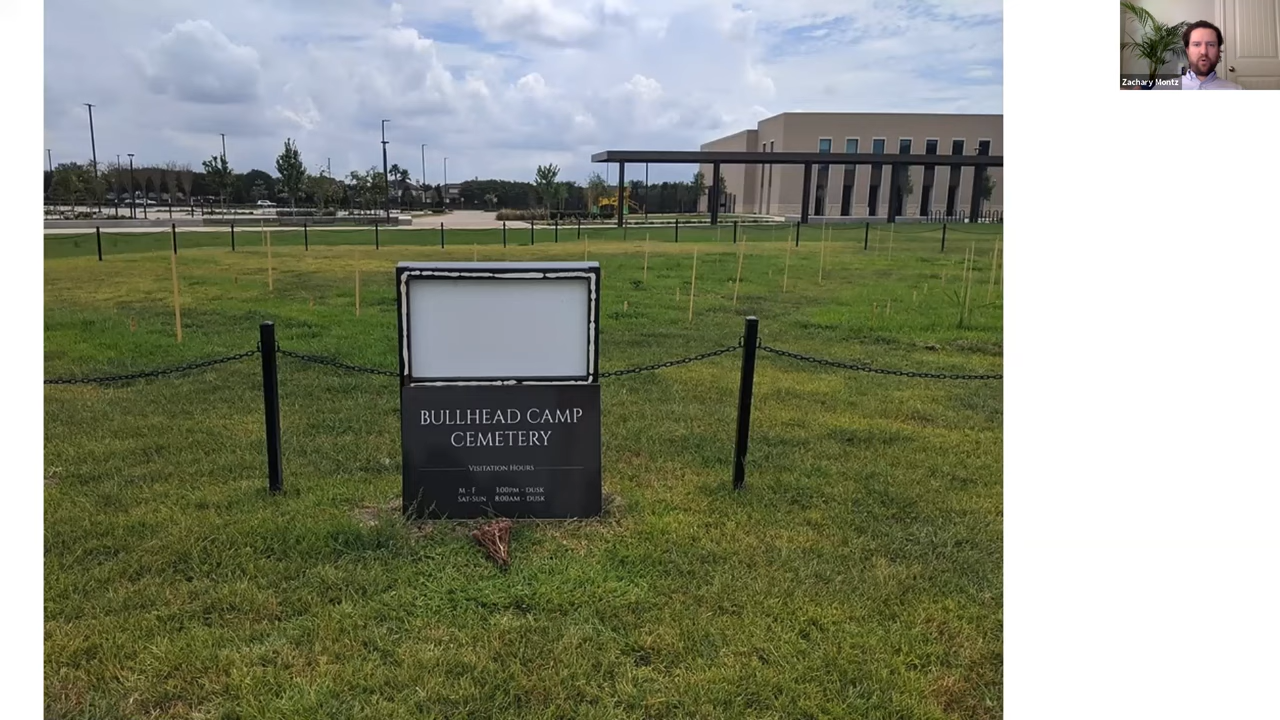 BULLHEAD CAMP
CEMETERY
VISITATION HOURS
M - F 3:00PM - DUSK
SAT-SUN 8:00AM - DUSK
Zachary Montz